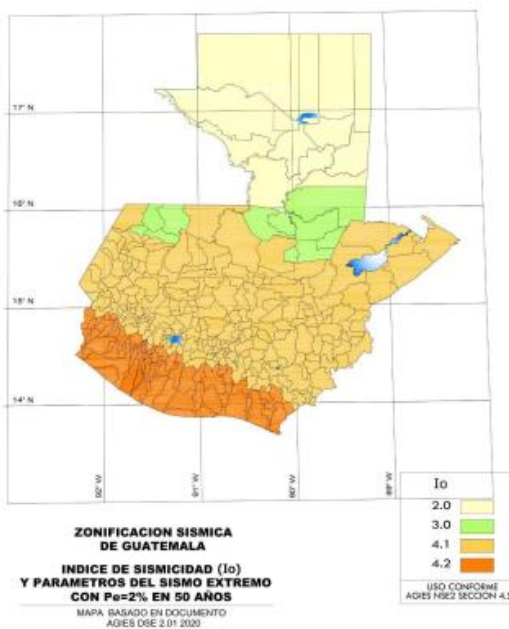 17° N
16° N
15° N
14° N
92° W
91° W
90° W
89° W
Io
2.0
3.0
4.1
4.2
USO CONFORME
AGIES NSE2 SECCION 4.5
ZONIFICACION SISMICA
DE GUATEMALA
INDICE DE SISMICIDAD (Io)
Y PARAMETROS DEL SISMO EXTREMO
CON Pe=2% EN 50 AÑOS
MAPA BASADO EN DOCUMENTO
AGIES DSE 2.01 2020